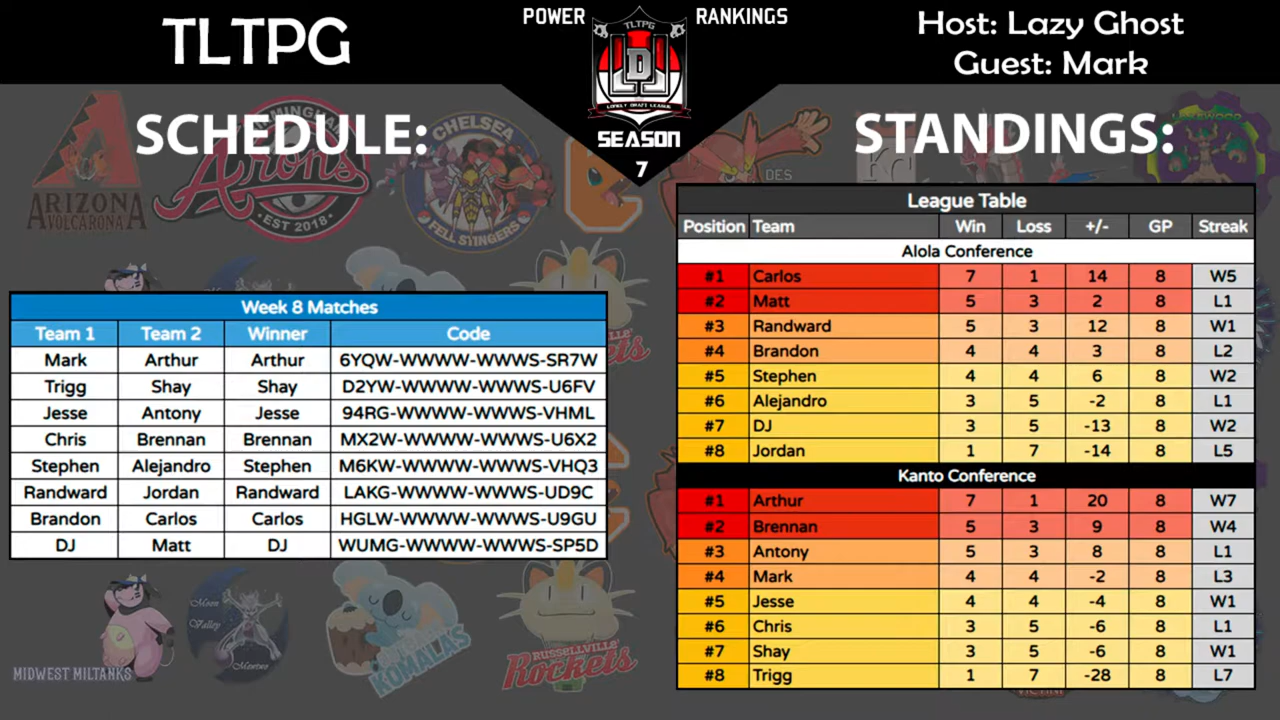 TLTPG
POWER RANKINGS
TLTPG
LDL
LONELY DRAFT LEAGUE
SEASON
7
Host: Lazy Ghost
Guest: Mark
SCHEDULE:
STANDINGS:
ARIZONA
VOLCARONA
Arons
EST 2018
CHELSEA
FELL STINGERS
DES
Week 8 Matches
Team 1 Team 2 Winner Code
Mark Arthur Arthur 6YQW-WWWW-WWWS-SR7W
Trigg Shay Shay D2YW-WWWW-WWWS-U6FV
Jesse Antony Jesse 94RG-WWWW-WWWS-VHML
Chris Brennan Brennan MX2W-WWWW-WWWS-U6X2
Stephen Alejandro Stephen M6KW-WWWW-WWWS-VHQ3
Randward Jordan Randward LAKG-WWWW-WWWS-UD9C
Brandon Carlos Carlos HGLW-WWWW-WWWS-U9GU
DJ Matt DJ WUMG-WWWW-WWWS-SP5D
League Table
Position Team Win Loss +/- GP Streak
Alola Conference
#1 Carlos 7 1 14 8 W5
#2 Matt 5 3 2 8 L1
#3 Randward 5 3 12 8 W1
#4 Brandon 4 4 3 8 L2
#5 Stephen 4 4 6 8 W2
#6 Alejandro 3 5 -2 8 L1
#7 DJ 3 5 -13 8 W2
#8 Jordan 1 7 -14 8 L5
Kanto Conference
#1 Arthur 7 1 20 8 W7
#2 Brennan 5 3 9 8 W4
#3 Antony 5 3 8 8 L1
#4 Mark 4 4 -2 8 L3
#5 Jesse 4 4 -4 8 W1
#6 Chris 3 5 -6 8 L1
#7 Shay 3 5 -6 8 W1
#8 Trigg 1 7 -28 8 L7
MIDWEST MILTANKS
Moon
Valley
Mewtwo
KOMALAS
RUSSELLVILLE
Rockets